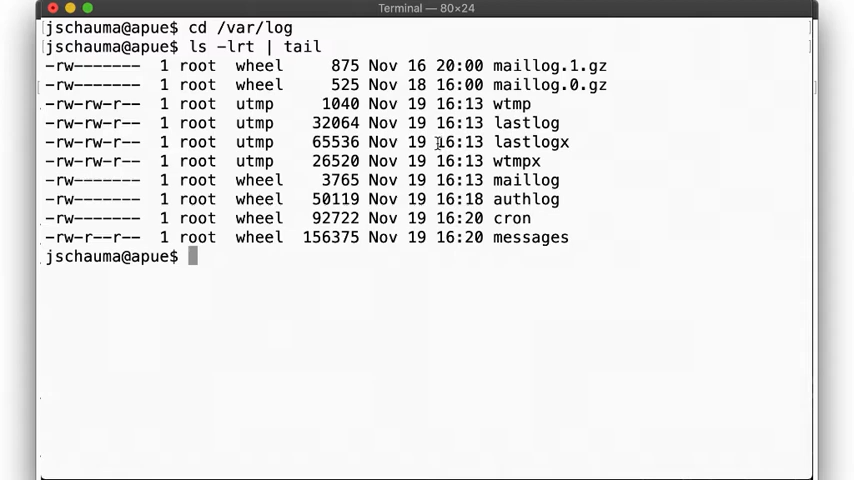 Terminal — 80×24
jschauma@apue$ cd /var/log
jschauma@apue$ ls -lrt | tail
-rw-------  1 root  wheel     875 Nov 16 20:00 maillog.1.gz
-rw-------  1 root  wheel     525 Nov 18 16:00 maillog.0.gz
-rw-rw-r--  1 root  utmp     1040 Nov 19 16:13 wtmp
-rw-rw-r--  1 root  utmp    32064 Nov 19 16:13 lastlog
-rw-rw-r--  1 root  utmp    65536 Nov 19 16:13 lastlogx
-rw-rw-r--  1 root  utmp    26520 Nov 19 16:13 wtmpx
-rw-------  1 root  wheel    3765 Nov 19 16:13 maillog
-rw-------  1 root  wheel   50119 Nov 19 16:18 authlog
-rw-------  1 root  wheel   92722 Nov 19 16:20 cron
-rw-r--r--  1 root  wheel  156375 Nov 19 16:20 messages
jschauma@apue$